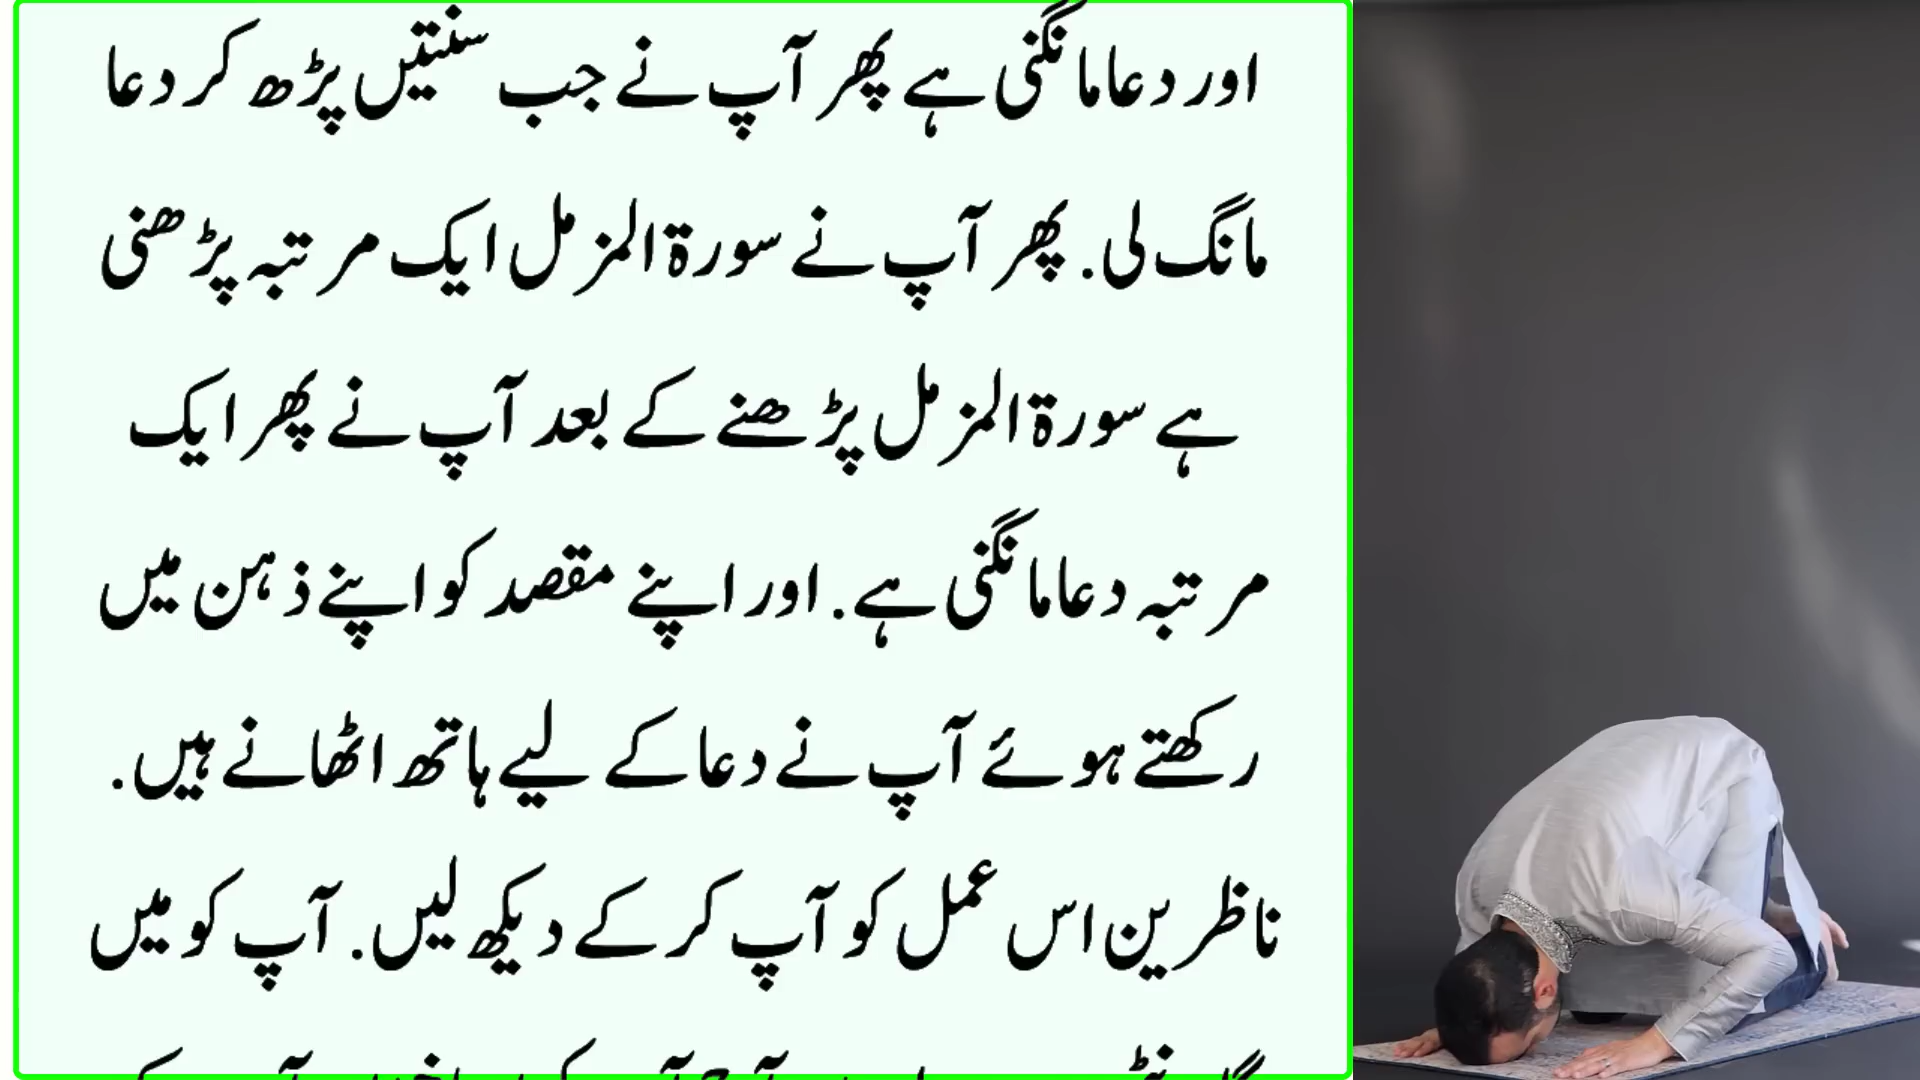 اور دعا مانگنی ہے پھر آپ نے جب سنتیں پڑھ کر دعا
مانگ لی. پھر آپ نے سورۃ المزمل ایک مرتبہ پڑھنی
ہے سورۃ المزمل پڑھنے کے بعد آپ نے پھر ایک
مرتبہ دعا مانگنی ہے. اور اپنے مقصد کو اپنے ذہن میں
رکھتے ہوئے آپ نے دعا کے لیے ہاتھ اٹھانے ہیں.
ناظرین اس عمل کو آپ کر کے دیکھ لیں. آپ کو میں